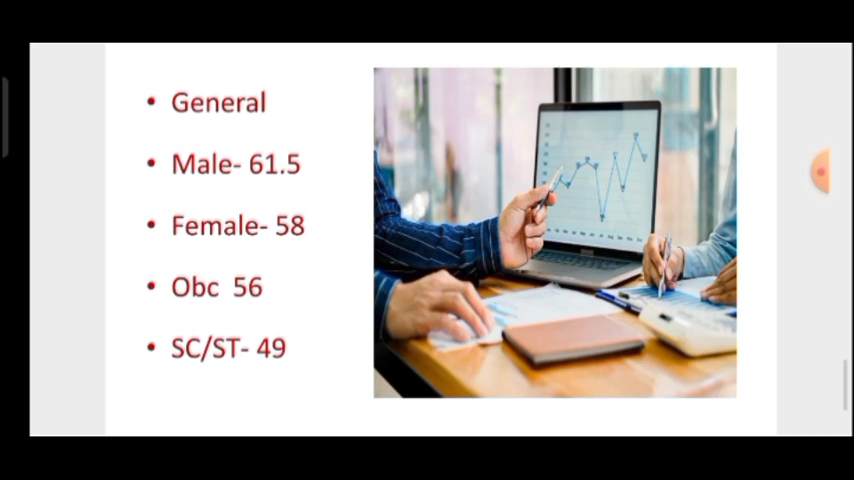 General
Male- 61.5
Female- 58
Obc  56
SC/ST- 49